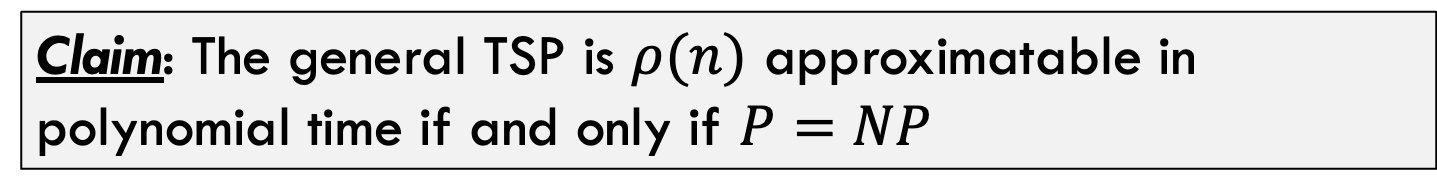 Claim: The general TSP is ρ(n) approximatable in
polynomial time if and only if P = NP